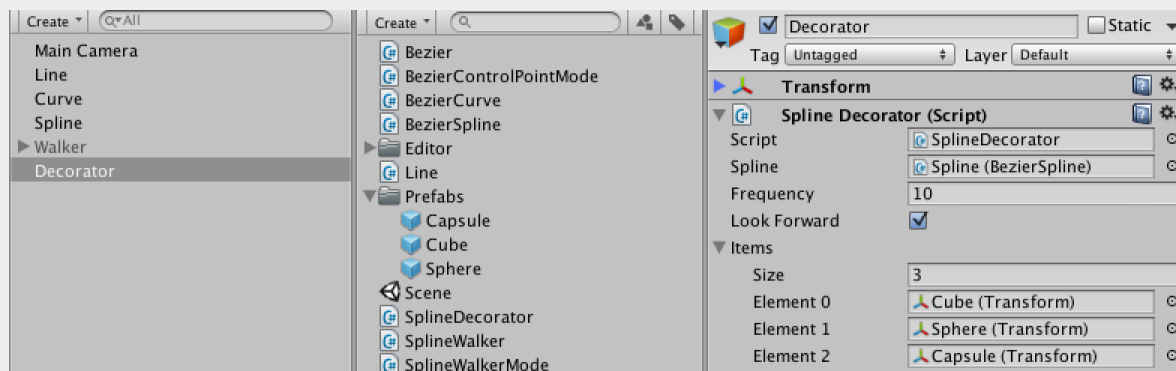 Create All
Main Camera
Line
Curve
Spline
Walker
Decorator
Create
Bezier
BezierControlPointMode
BezierCurve
BezierSpline
Editor
Line
Prefabs
Capsule
Cube
Sphere
Scene
SplineDecorator
SplineWalker
SplineWalkerMode
Decorator Static
Tag Untagged Layer Default
Transform
Spline Decorator (Script)
Script SplineDecorator
Spline Spline (BezierSpline)
Frequency 10
Look Forward
Items
Size 3
Element 0 Cube (Transform)
Element 1 Sphere (Transform)
Element 2 Capsule (Transform)